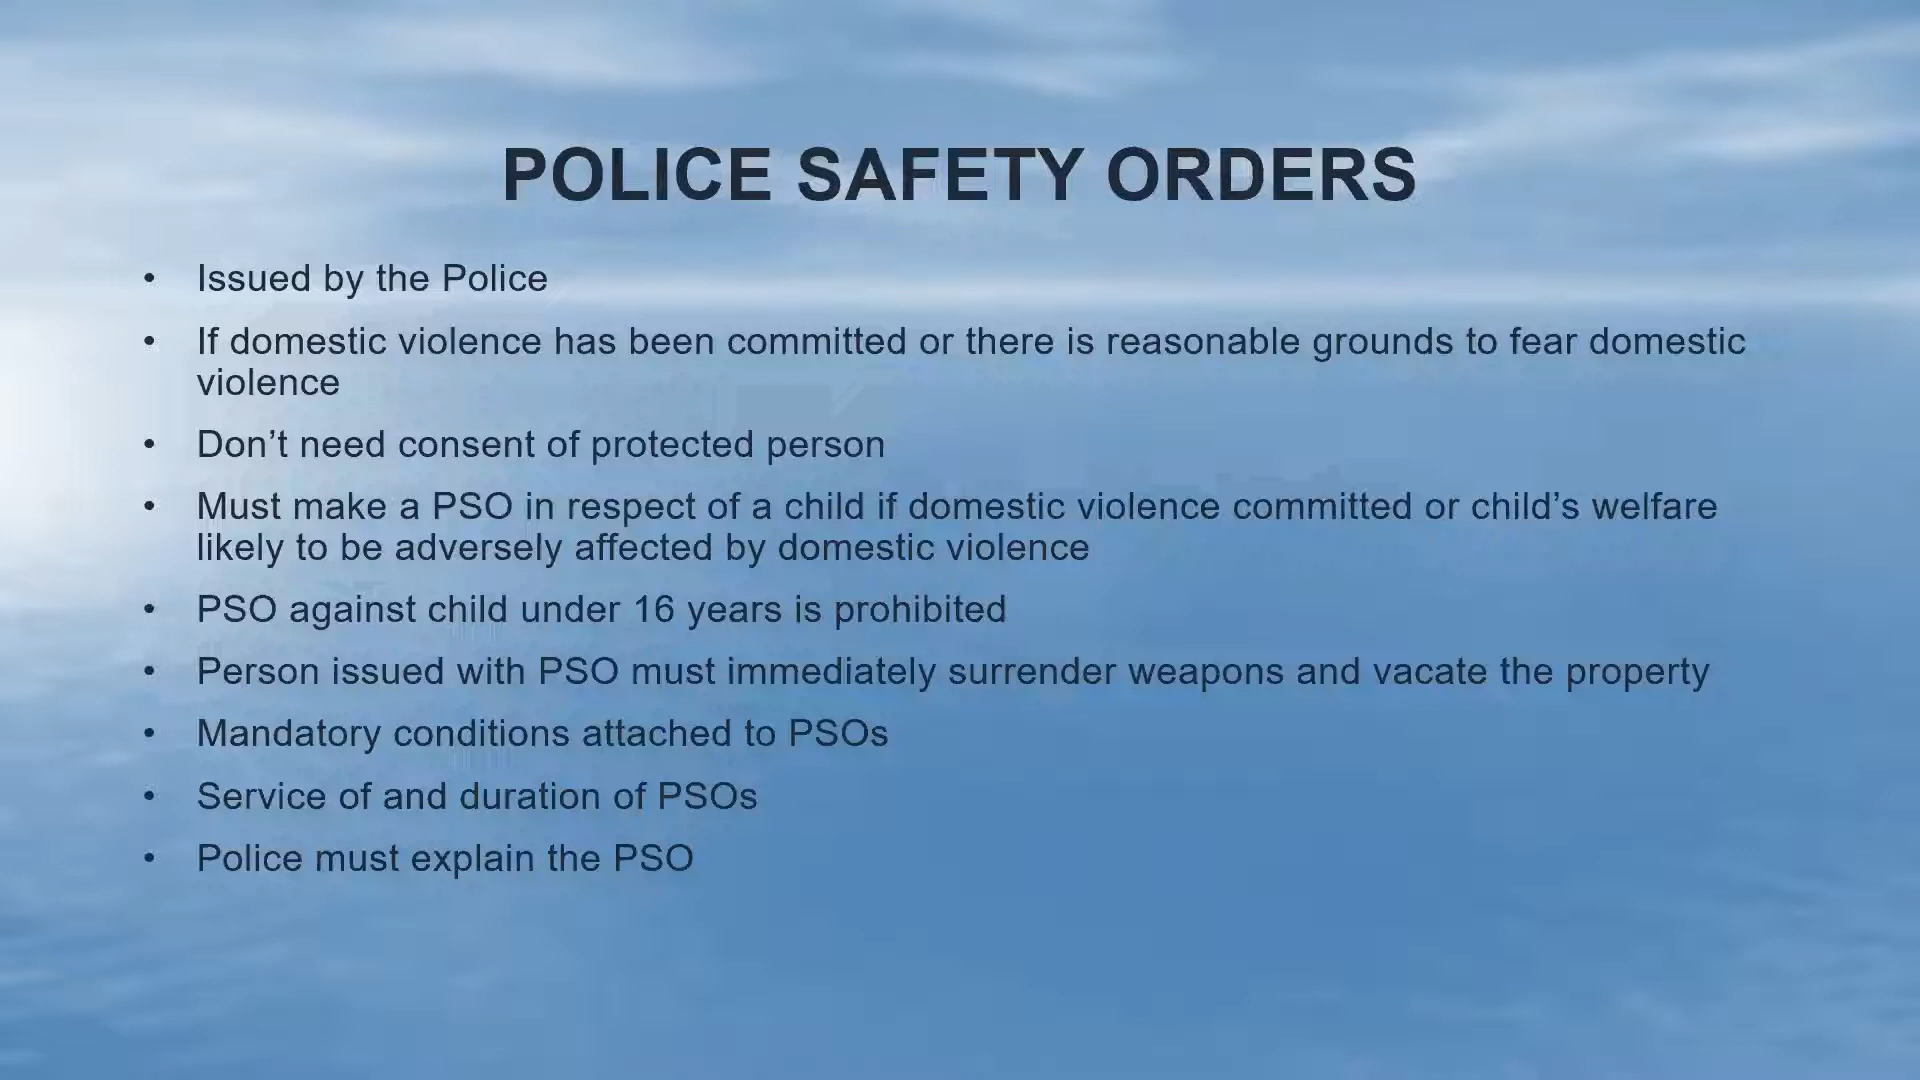 POLICE SAFETY ORDERS
• Issued by the Police
• If domestic violence has been committed or there is reasonable grounds to fear domestic
violence
• Don’t need consent of protected person
• Must make a PSO in respect of a child if domestic violence committed or child’s welfare
likely to be adversely affected by domestic violence
• PSO against child under 16 years is prohibited
• Person issued with PSO must immediately surrender weapons and vacate the property
• Mandatory conditions attached to PSOs
• Service of and duration of PSOs
• Police must explain the PSO